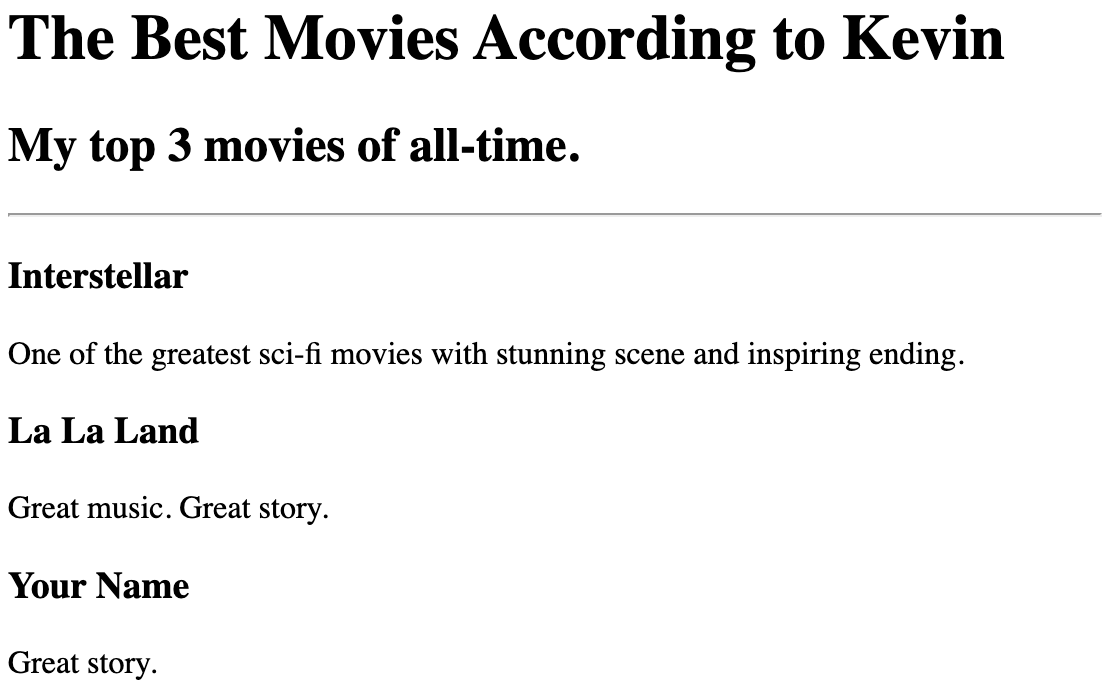 The Best Movies According to Kevin
My top 3 movies of all-time.
Interstellar
One of the greatest sci-fi movies with stunning scene and inspiring ending.
La La Land
Great music. Great story.
Your Name
Great story.